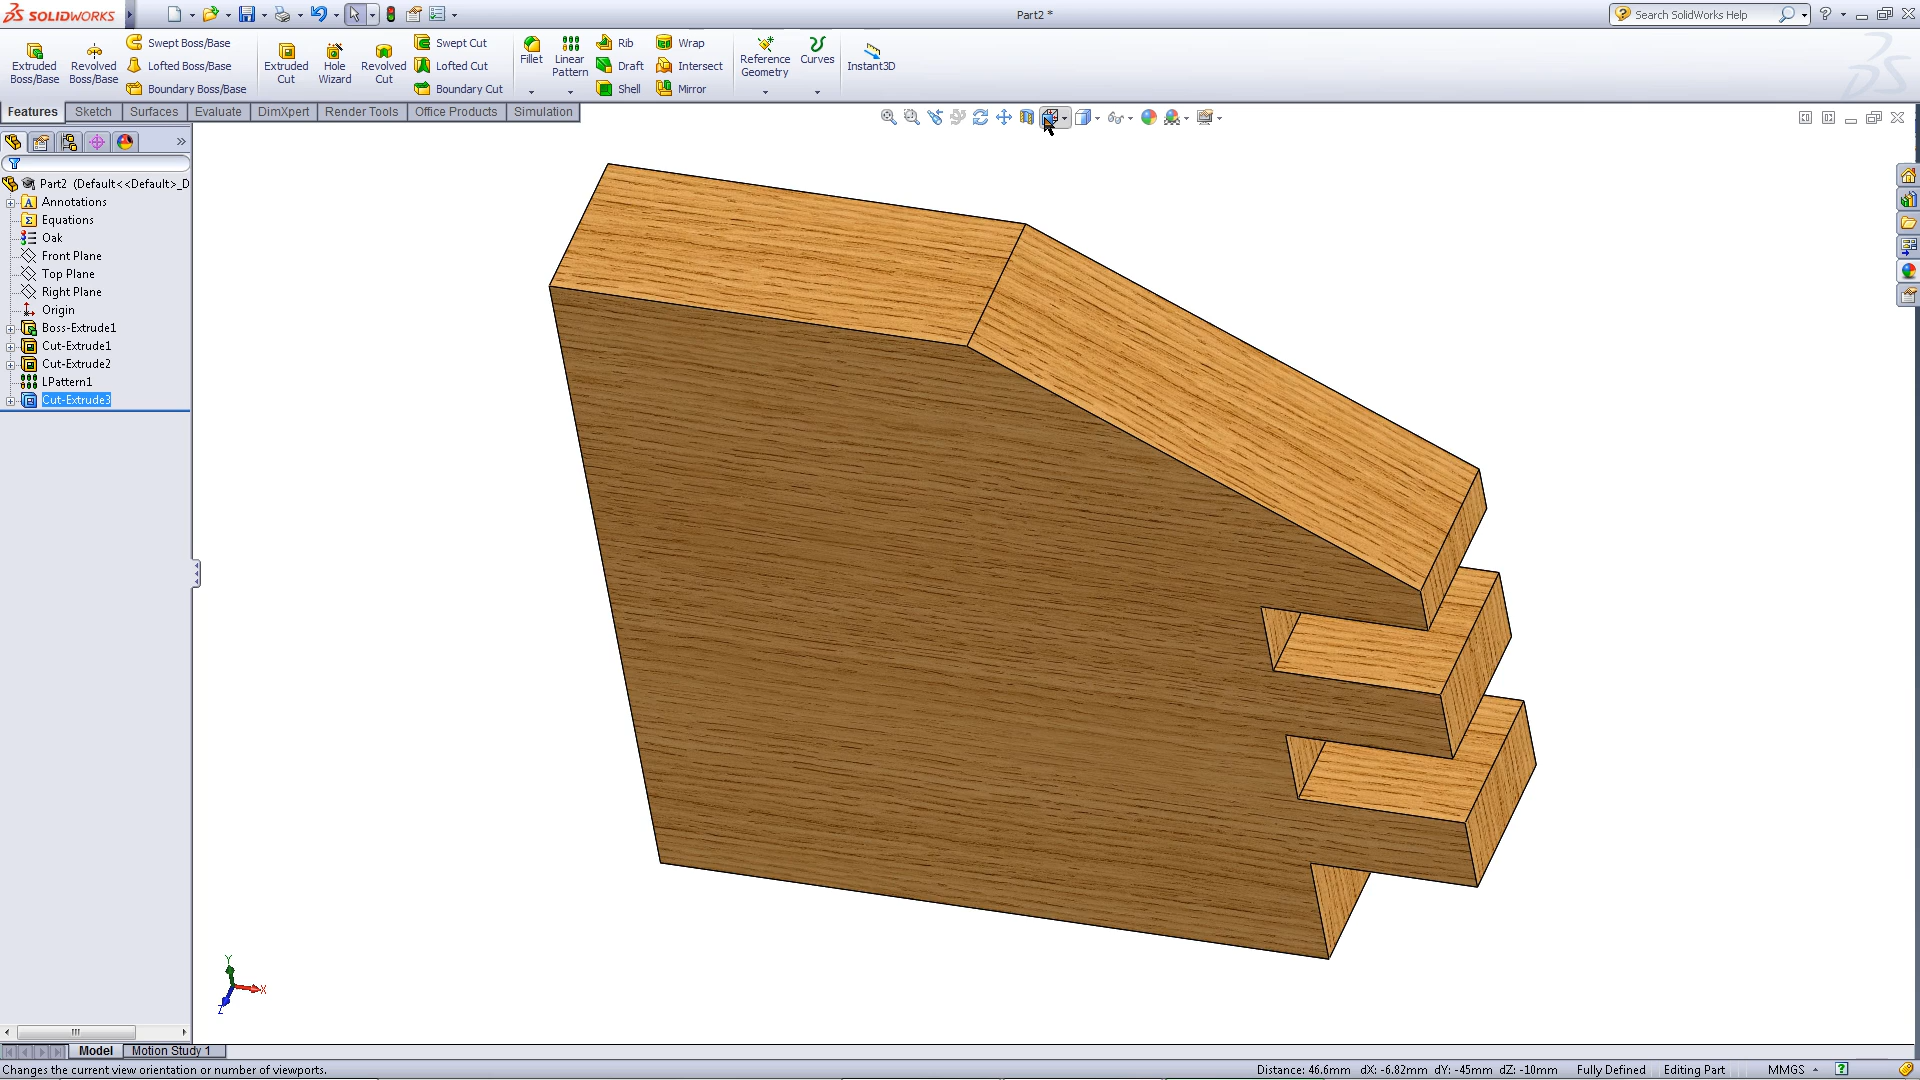 SOLIDWORKS
Part2 *
Search SolidWorks Help
Extruded Boss/Base
Revolved Boss/Base
Swept Boss/Base
Lofted Boss/Base
Boundary Boss/Base
Extruded Cut
Hole Wizard
Revolved Cut
Swept Cut
Lofted Cut
Boundary Cut
Fillet
Linear Pattern
Rib
Draft
Shell
Wrap
Intersect
Mirror
Reference Geometry
Curves
Instant3D
Features
Sketch
Surfaces
Evaluate
DimXpert
Render Tools
Office Products
Simulation
Part2 (Default<<Default>_D
Annotations
Equations
Oak
Front Plane
Top Plane
Right Plane
Origin
Boss-Extrude1
Cut-Extrude1
Cut-Extrude2
LPattern1
Cut-Extrude3
Y
X
Z
Model
Motion Study 1
Changes the current view orientation or number of viewports.
Distance: 46.6mm dX: -6.82mm dY: -45mm dZ: -10mm
Fully Defined
Editing Part
MMGS